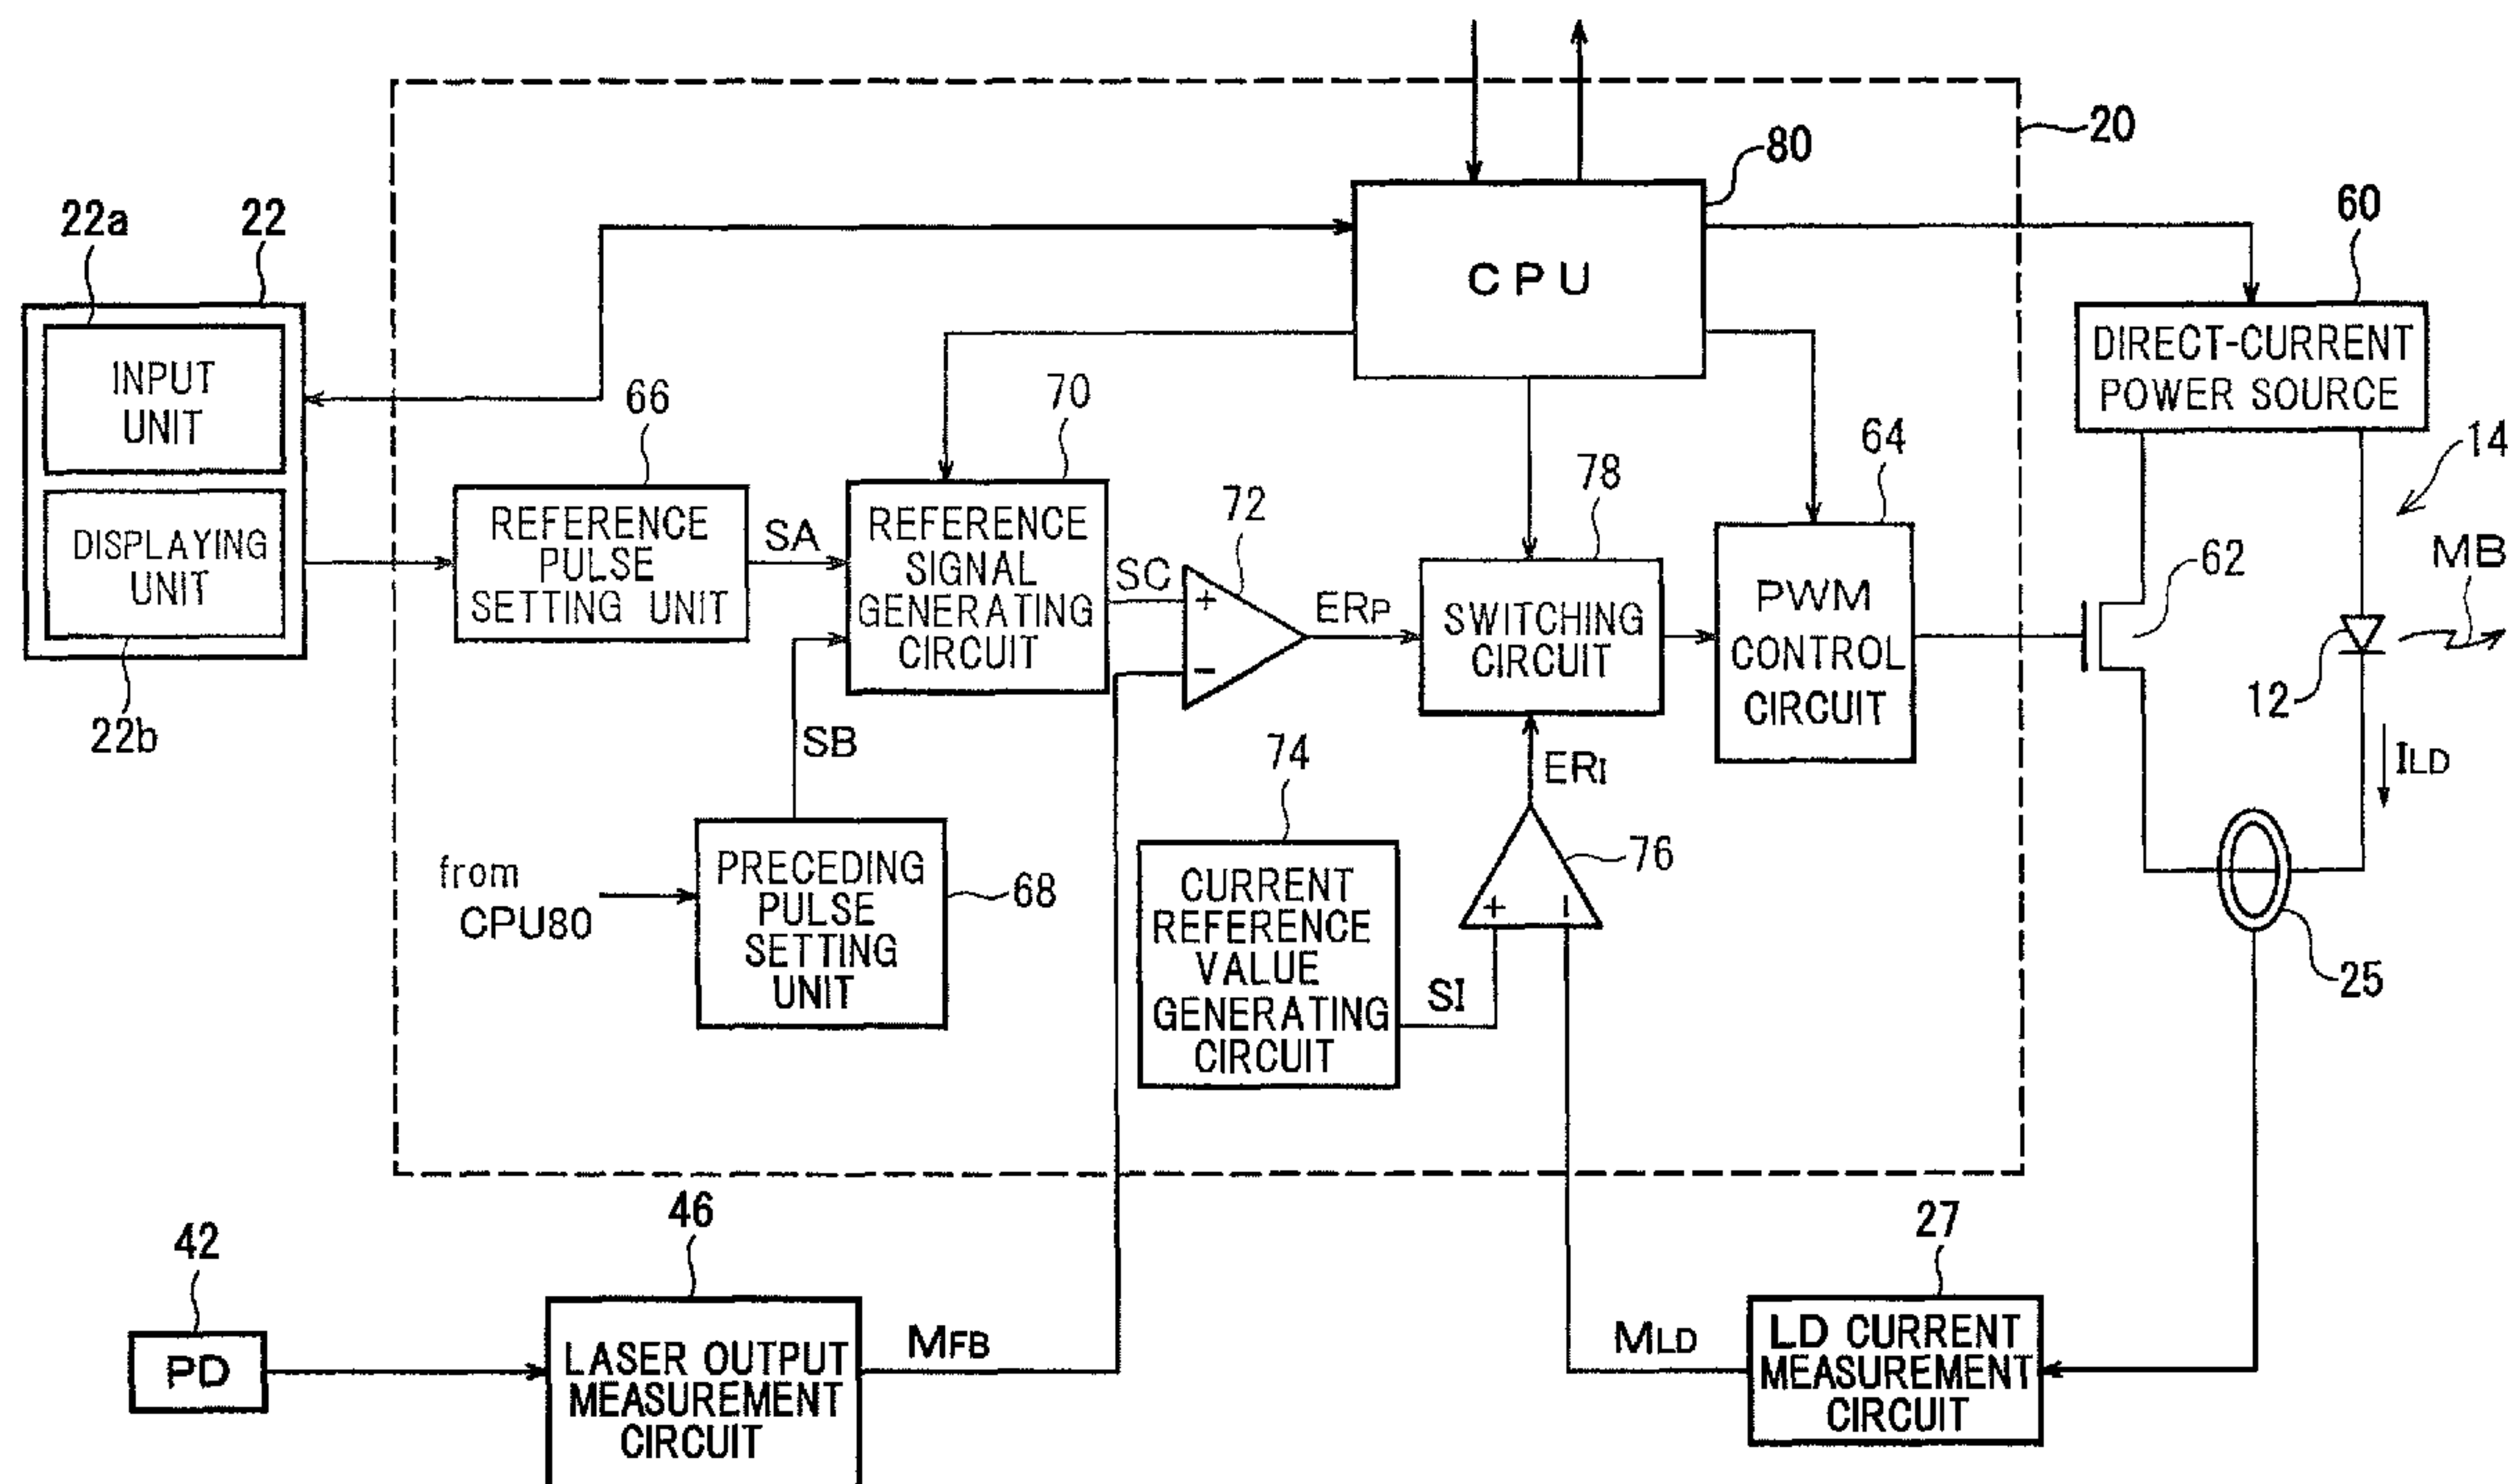 20
80
22a
22
60
CPU
DIRECT-CURRENT
POWER SOURCE
INPUT
UNIT
66
70
64
14
72
78
DISPLAYING
UNIT
REFERENCE
PULSE
SETTING UNIT
SA
REFERENCE
SIGNAL
GENERATING
CIRCUIT
SC
+
−
ERP
SWITCHING
CIRCUIT
PWM
CONTROL
CIRCUIT
62
MB
12
22b
SB
74
ERI
ILD
from
CPU80
PRECEDING
PULSE
SETTING
UNIT
68
CURRENT
REFERENCE
VALUE
GENERATING
CIRCUIT
76
+
−
SI
25
46
27
42
PD
LASER OUTPUT
MEASUREMENT
CIRCUIT
MFB
MLD
LD CURRENT
MEASUREMENT
CIRCUIT